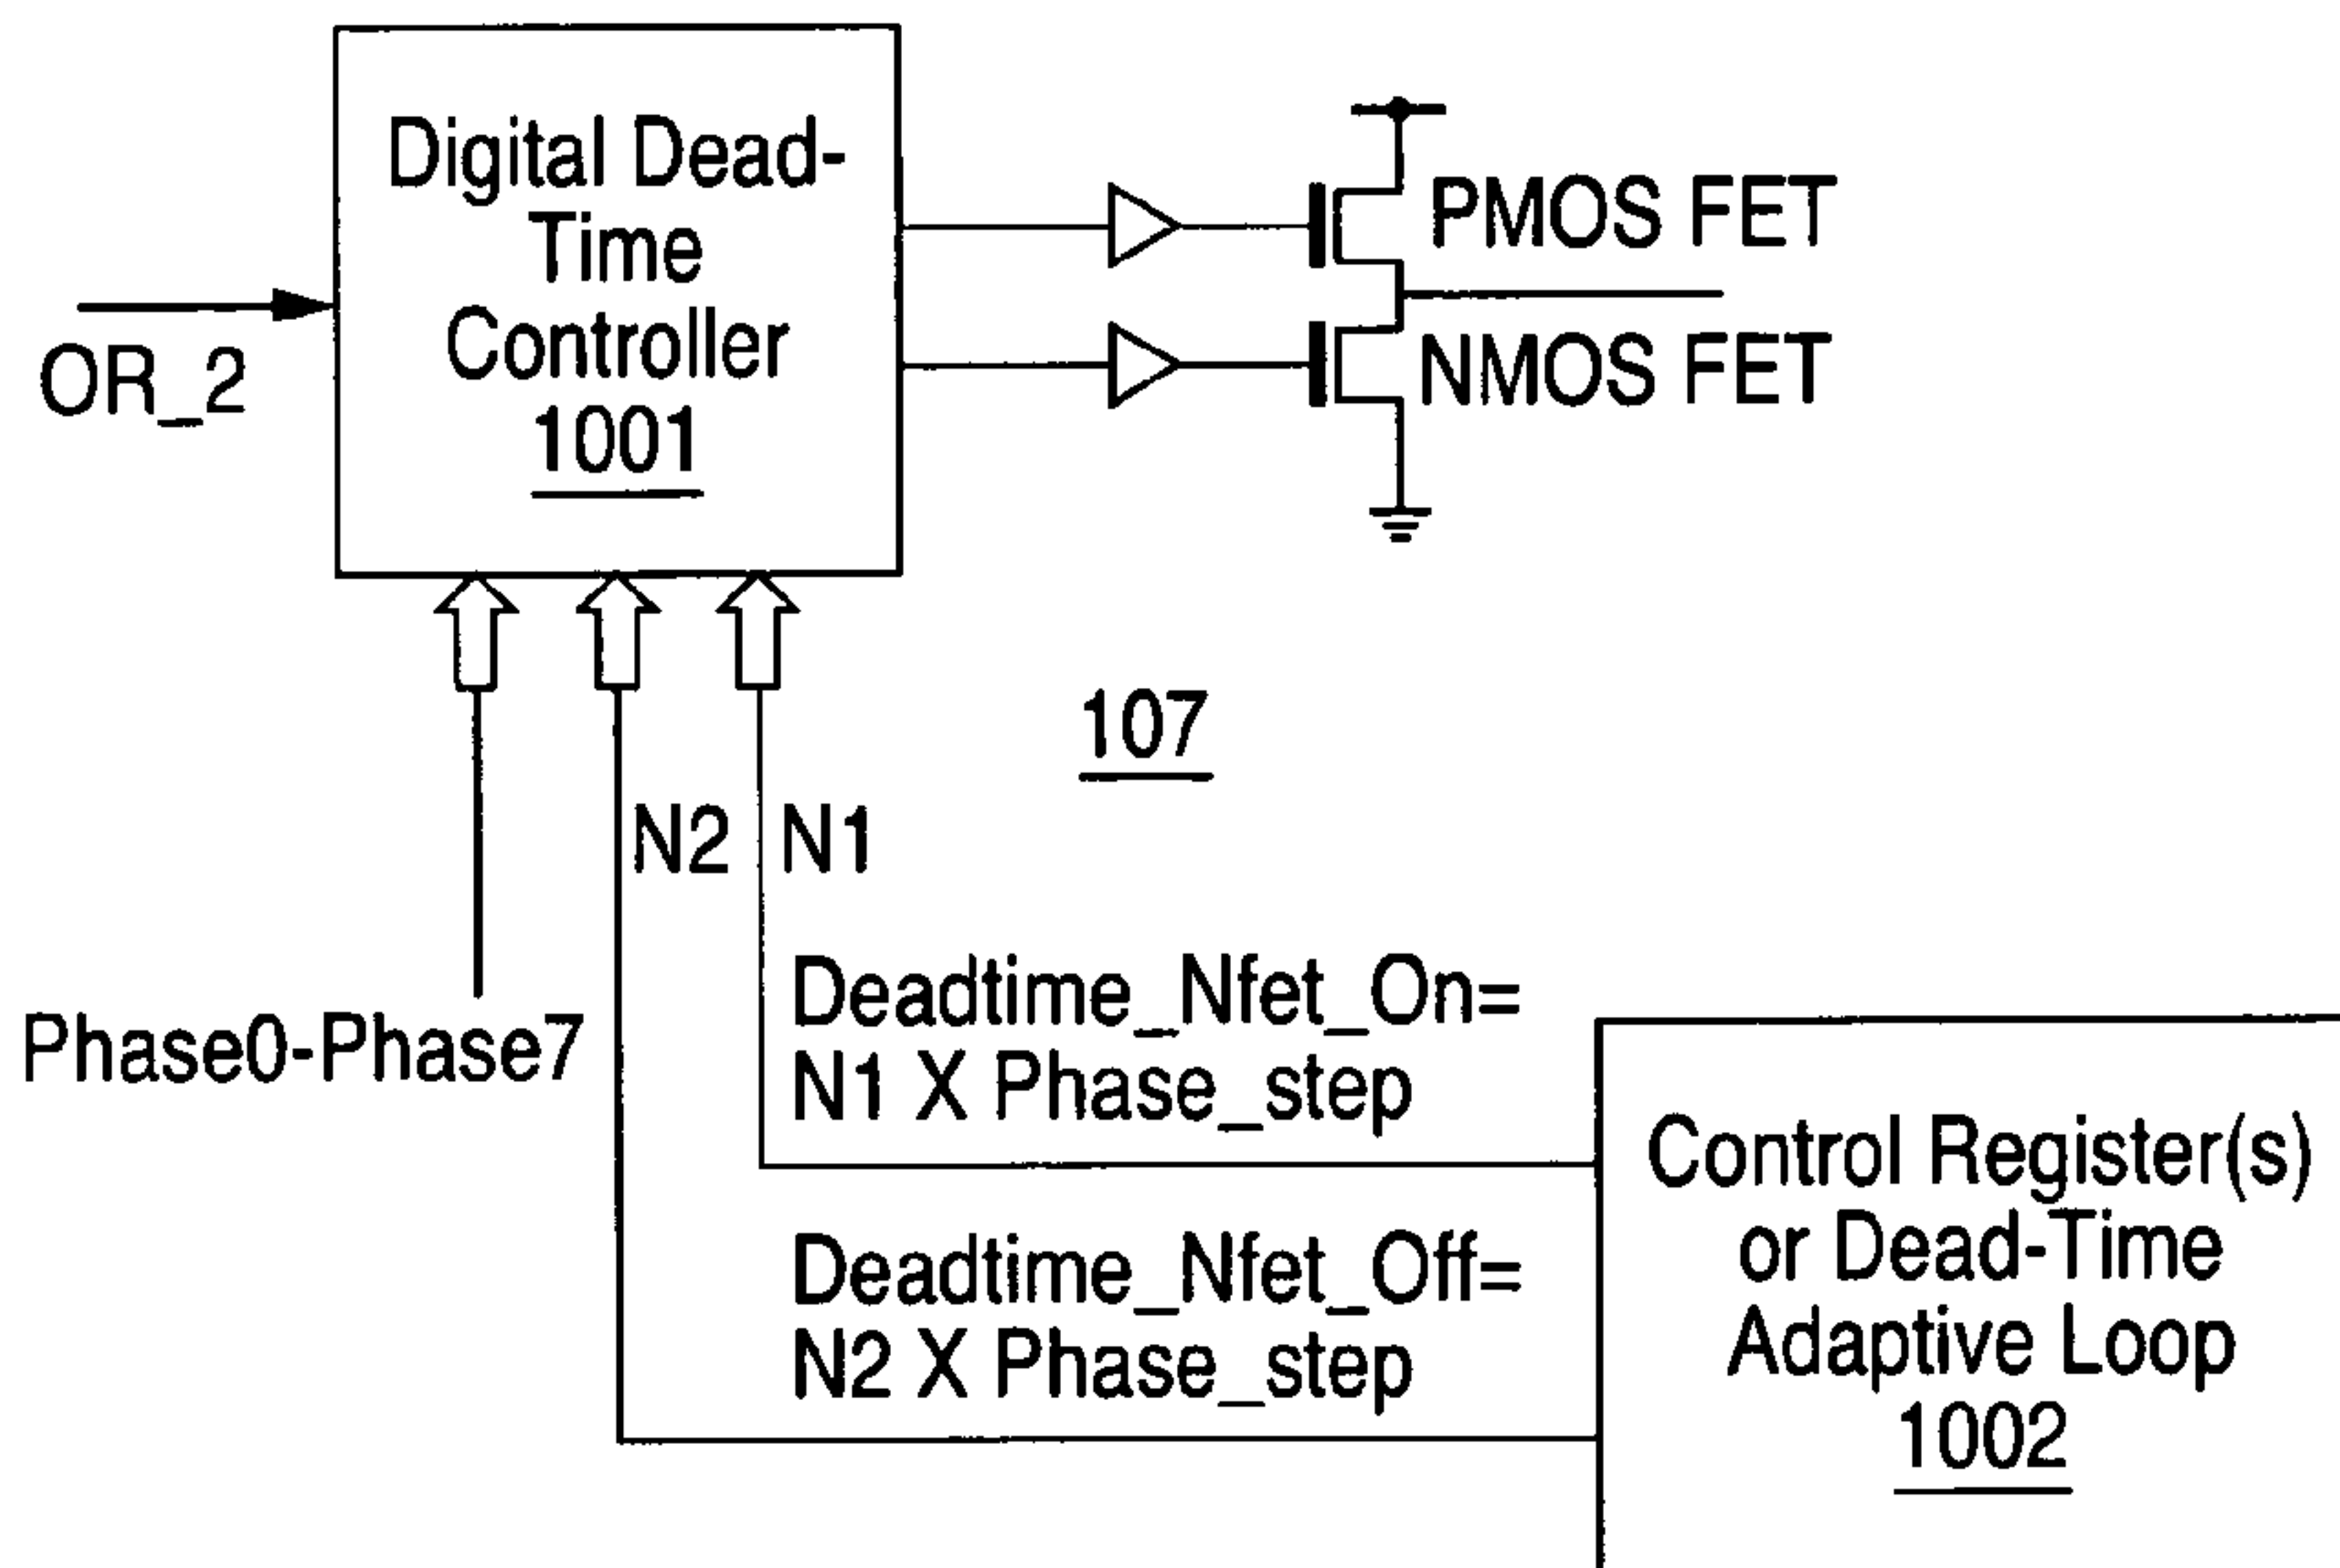 Digital Dead-
Time
Controller
1001
OR_2
PMOS FET
NMOS FET
107
N2
N1
Phase0-Phase7
Deadtime_Nfet_On=
N1 X Phase_step
Deadtime_Nfet_Off=
N2 X Phase_step
Control Register(s)
or Dead-Time
Adaptive Loop
1002